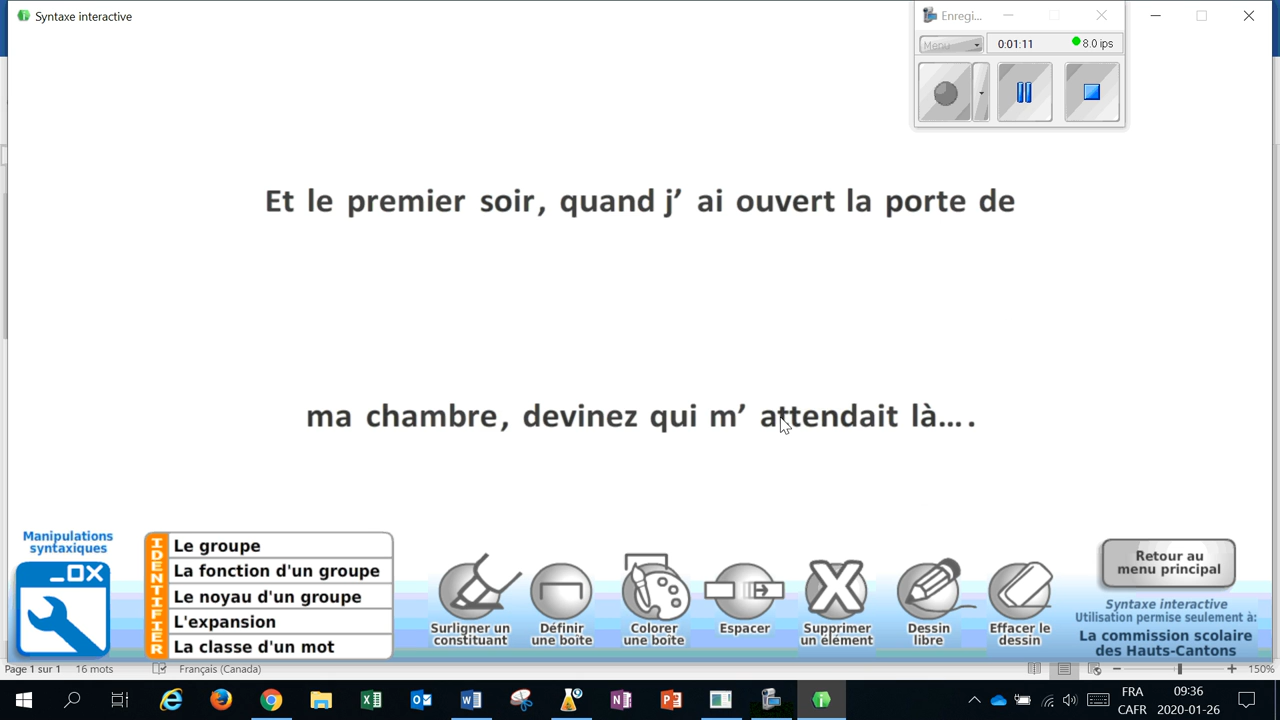 Syntaxe interactive
Enregi...
Menu
0:01:11
8.0 ips
Et le premier soir, quand j’ ai ouvert la porte de
ma chambre, devinez qui m’ attendait là... .
Manipulations
syntaxiques
IDENTIFIER
Le groupe
La fonction d'un groupe
Le noyau d'un groupe
L'expansion
La classe d'un mot
Surligner un
constituant
Définir
une boîte
Colorer
une boîte
Espacer
Supprimer
un élément
Dessin
libre
Effacer le
dessin
Retour au
menu principal
Syntaxe interactive
Utilisation permise seulement à:
La commission scolaire
des Hauts-Cantons
Page 1 sur 1
16 mots
Français (Canada)
150%
FRA
CAFR
09:36
2020-01-26